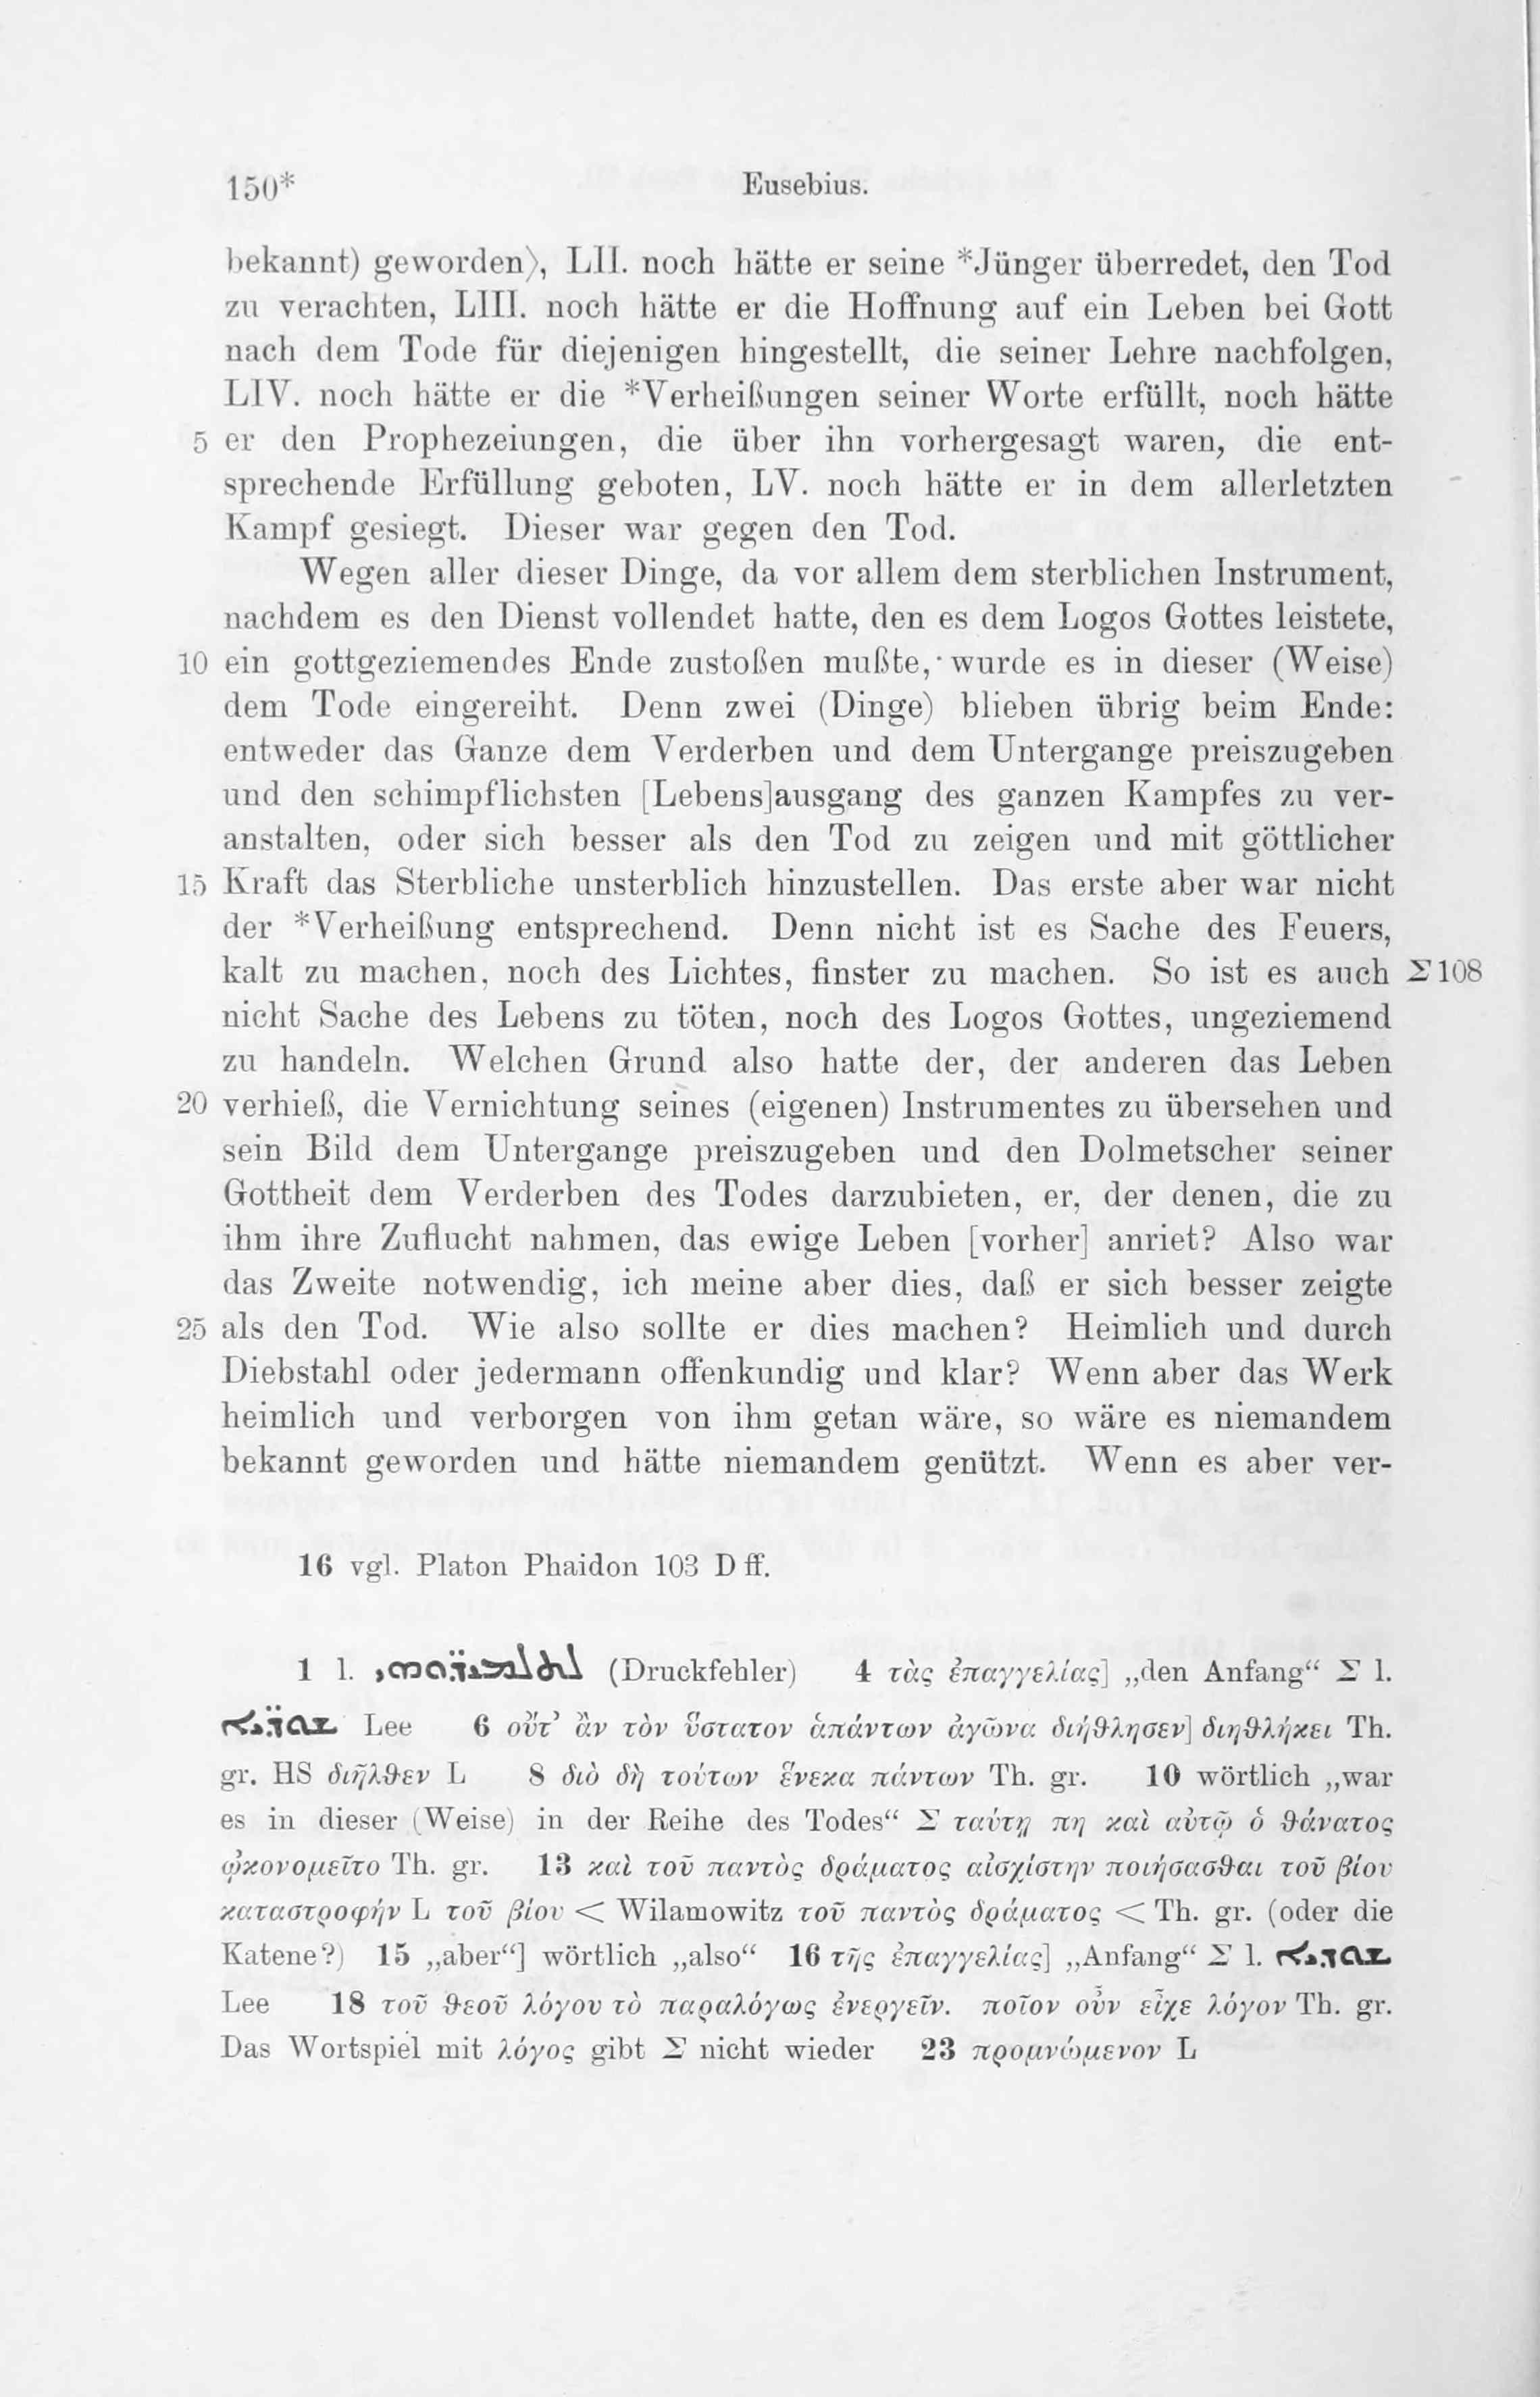 150* Eusebius.
bekannt) geworden〉, LII. noch hätte er seine *Jünger überredet, den Tod
zu verachten, LIII. noch hätte er die Hoffnung auf ein Leben bei Gott
nach dem Tode für diejenigen hingestellt, die seiner Lehre nachfolgen,
LIV. noch hätte er die *Verheißungen seiner Worte erfüllt, noch hätte
5 er den Prophezeiungen, die über ihn vorhergesagt waren, die ent-
sprechende Erfüllung geboten, LV. noch hätte er in dem allerletzten
Kampf gesiegt. Dieser war gegen den Tod.
Wegen aller dieser Dinge, da vor allem dem sterblichen Instrument,
nachdem es den Dienst vollendet hatte, den es dem Logos Gottes leistete,
10 ein gottgeziemendes Ende zustoßen mußte, wurde es in dieser (Weise)
dem Tode eingereiht. Denn zwei (Dinge) blieben übrig beim Ende:
entweder das Ganze dem Verderben und dem Untergange preiszugeben
und den schimpflichsten [Lebens]ausgang des ganzen Kampfes zu ver-
anstalten, oder sich besser als den Tod zu zeigen und mit göttlicher
15 Kraft das Sterbliche unsterblich hinzustellen. Das erste aber war nicht
der *Verheißung entsprechend. Denn nicht ist es Sache des Feuers,
kalt zu machen, noch des Lichtes, finster zu machen. So ist es auch Σ 108
nicht Sache des Lebens zu töten, noch des Logos Gottes, ungeziemend
zu handeln. Welchen Grund also hatte der, der anderen das Leben
20 verhieß, die Vernichtung seines (eigenen) Instrumentes zu übersehen und
sein Bild dem Untergange preiszugeben und den Dolmetscher seiner
Gottheit dem Verderben des Todes darzubieten, er, der denen, die zu
ihm ihre Zuflucht nahmen, das ewige Leben [vorher] anriet? Also war
das Zweite notwendig, ich meine aber dies, daß er sich besser zeigte
25 als den Tod. Wie also sollte er dies machen? Heimlich und durch
Diebstahl oder jedermann offenkundig und klar? Wenn aber das Werk
heimlich und verborgen von ihm getan wäre, so wäre es niemandem
bekannt geworden und hätte niemandem genützt. Wenn es aber ver-
16 vgl. Platon Phaidon 103 D ff.
1 l. ܠܬܠܡܝܕ̈ܘܗܝ (Druckfehler) 4 τὰς ἐπαγγελίας] „den Anfang“ Σ l.
ܫܘܕ̈ܝܐ Lee 6 οὔτ’ ἂν τὸν ὕστατον ἁπάντων ἀγῶνα διήθλησεν] διηθλήκει Th.
gr. HS διῆλθεν L 8 διὸ δὴ τούτων ἕνεκα πάντων Th. gr. 10 wörtlich „war
es in dieser (Weise) in der Reihe des Todes“ Σ ταύτῃ πη καὶ αὐτῷ ὁ θάνατος
ᾠκονομεῖτο Th. gr. 13 καὶ τοῦ παντὸς δράματος αἰσχίστην ποιήσασθαι τοῦ βίου
καταστροφήν L τοῦ βίου < Wilamowitz τοῦ παντὸς δράματος < Th. gr. (oder die
Katene?) 15 „aber“] wörtlich „also“ 16 τῆς ἐπαγγελίας] „Anfang“ Σ l. ܫܘܕܝܐ
Lee 18 τοῦ θεοῦ λόγου τὸ παραλόγως ἐνεργεῖν. ποῖον οὖν εἶχε λόγον Th. gr.
Das Wortspiel mit λόγος gibt Σ nicht wieder 23 προμνώμενον L